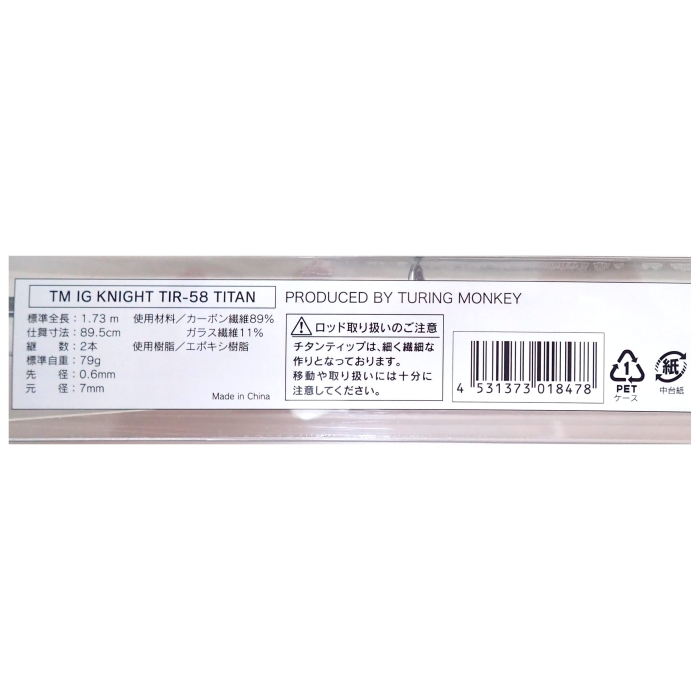 TM IG KNIGHT TIR-58 TITAN
標準全長：1.73 m 使用材料／カーボン繊維89%
仕舞寸法：89.5cm ガラス繊維11%
継 数：2本 使用樹脂／エポキシ樹脂
標準自重：79g
先 径：0.6mm
元 径：7mm
Made in China
PRODUCED BY TURING MONKEY
ロッド取り扱いのご注意
チタンティップは、細く繊細な
作りとなっております。
移動や取り扱いには十分に
注意してください。
4 531373 018478
1
PET
ケース
紙
中台紙